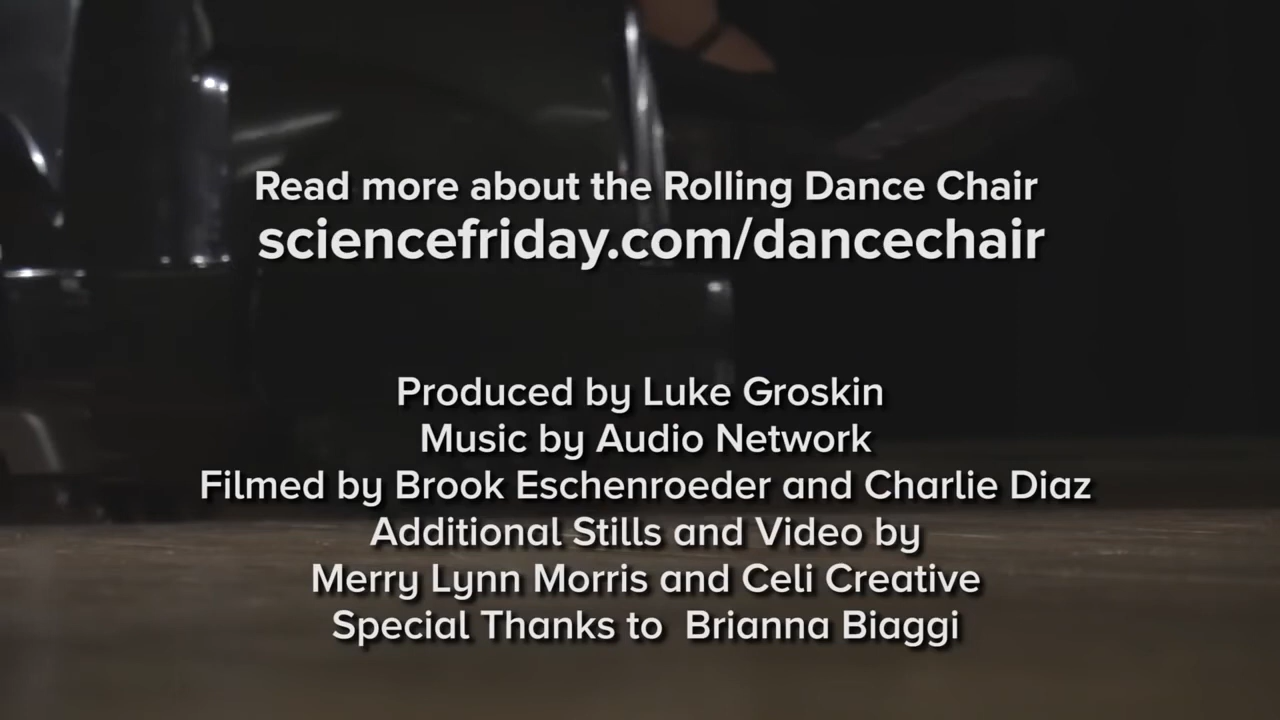 Read more about the Rolling Dance Chair
sciencefriday.com/dancechair
Produced by Luke Groskin
Music by Audio Network
Filmed by Brook Eschenroeder and Charlie Diaz
Additional Stills and Video by
Merry Lynn Morris and Celi Creative
Special Thanks to  Brianna Biaggi